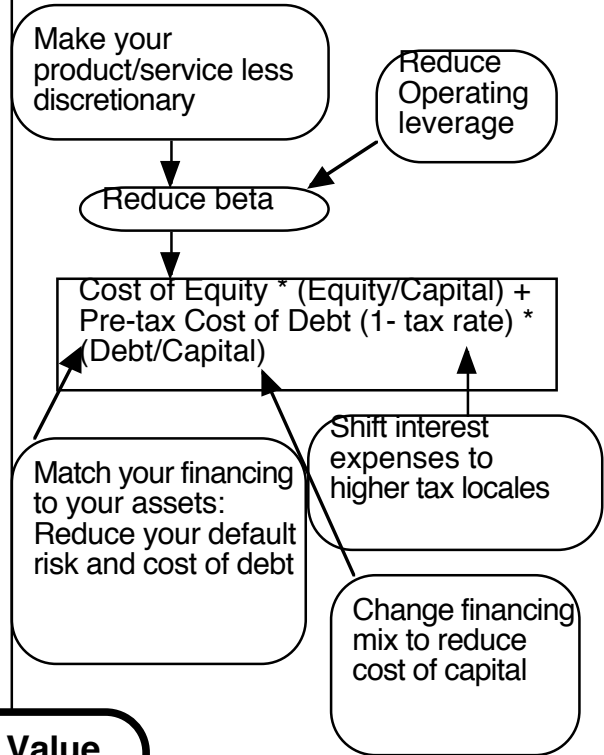 Make your
product/service less
discretionary
Reduce
Operating
leverage
Reduce beta
Cost of Equity * (Equity/Capital) +
Pre-tax Cost of Debt (1- tax rate) *
(Debt/Capital)
Shift interest
expenses to
higher tax locales
Match your financing
to your assets:
Reduce your default
risk and cost of debt
Change financing
mix to reduce
cost of capital
Value